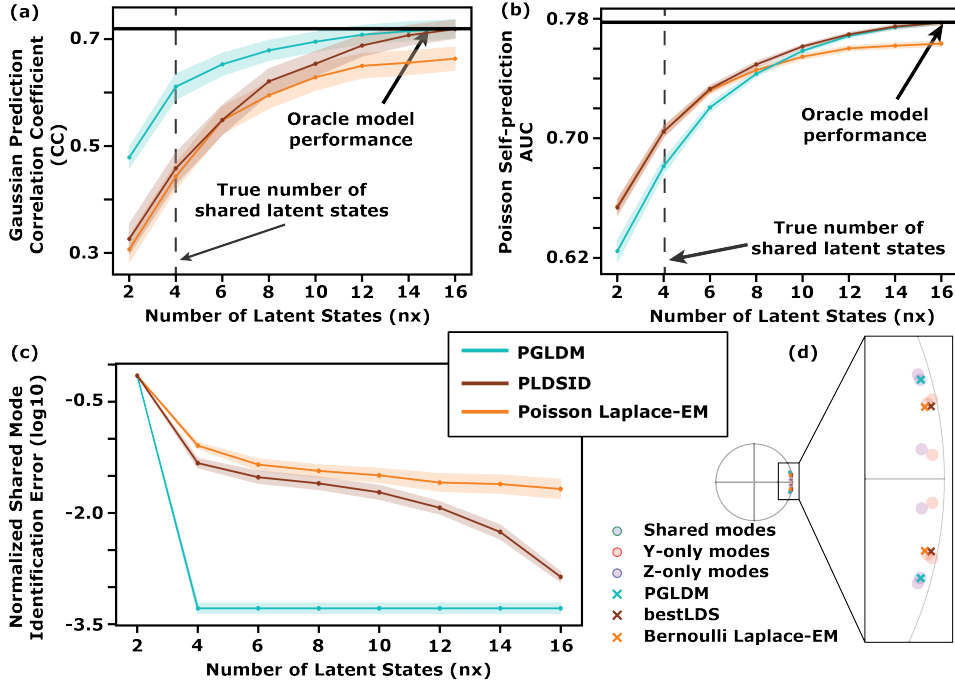 (a)
Gaussian Prediction
Correlation Coefficient
(CC)
0.7
0.5
0.3
Oracle model
performance
True number of
shared latent states
2 4 6 8 10 12 14 16
Number of Latent States (nx)
(b)
Poisson Self-prediction
AUC
0.78
0.70
0.62
Oracle model
performance
True number of
shared latent states
2 4 6 8 10 12 14 16
Number of Latent States (nx)
(c)
Normalized Shared Mode
Identification Error (log10)
-0.5
-2.0
-3.5
2 4 6 8 10 12 14 16
Number of Latent States (nx)
PGLDM
PLDSID
Poisson Laplace-EM
(d)
Shared modes
Y-only modes
Z-only modes
PGLDM
bestLDS
Bernoulli Laplace-EM